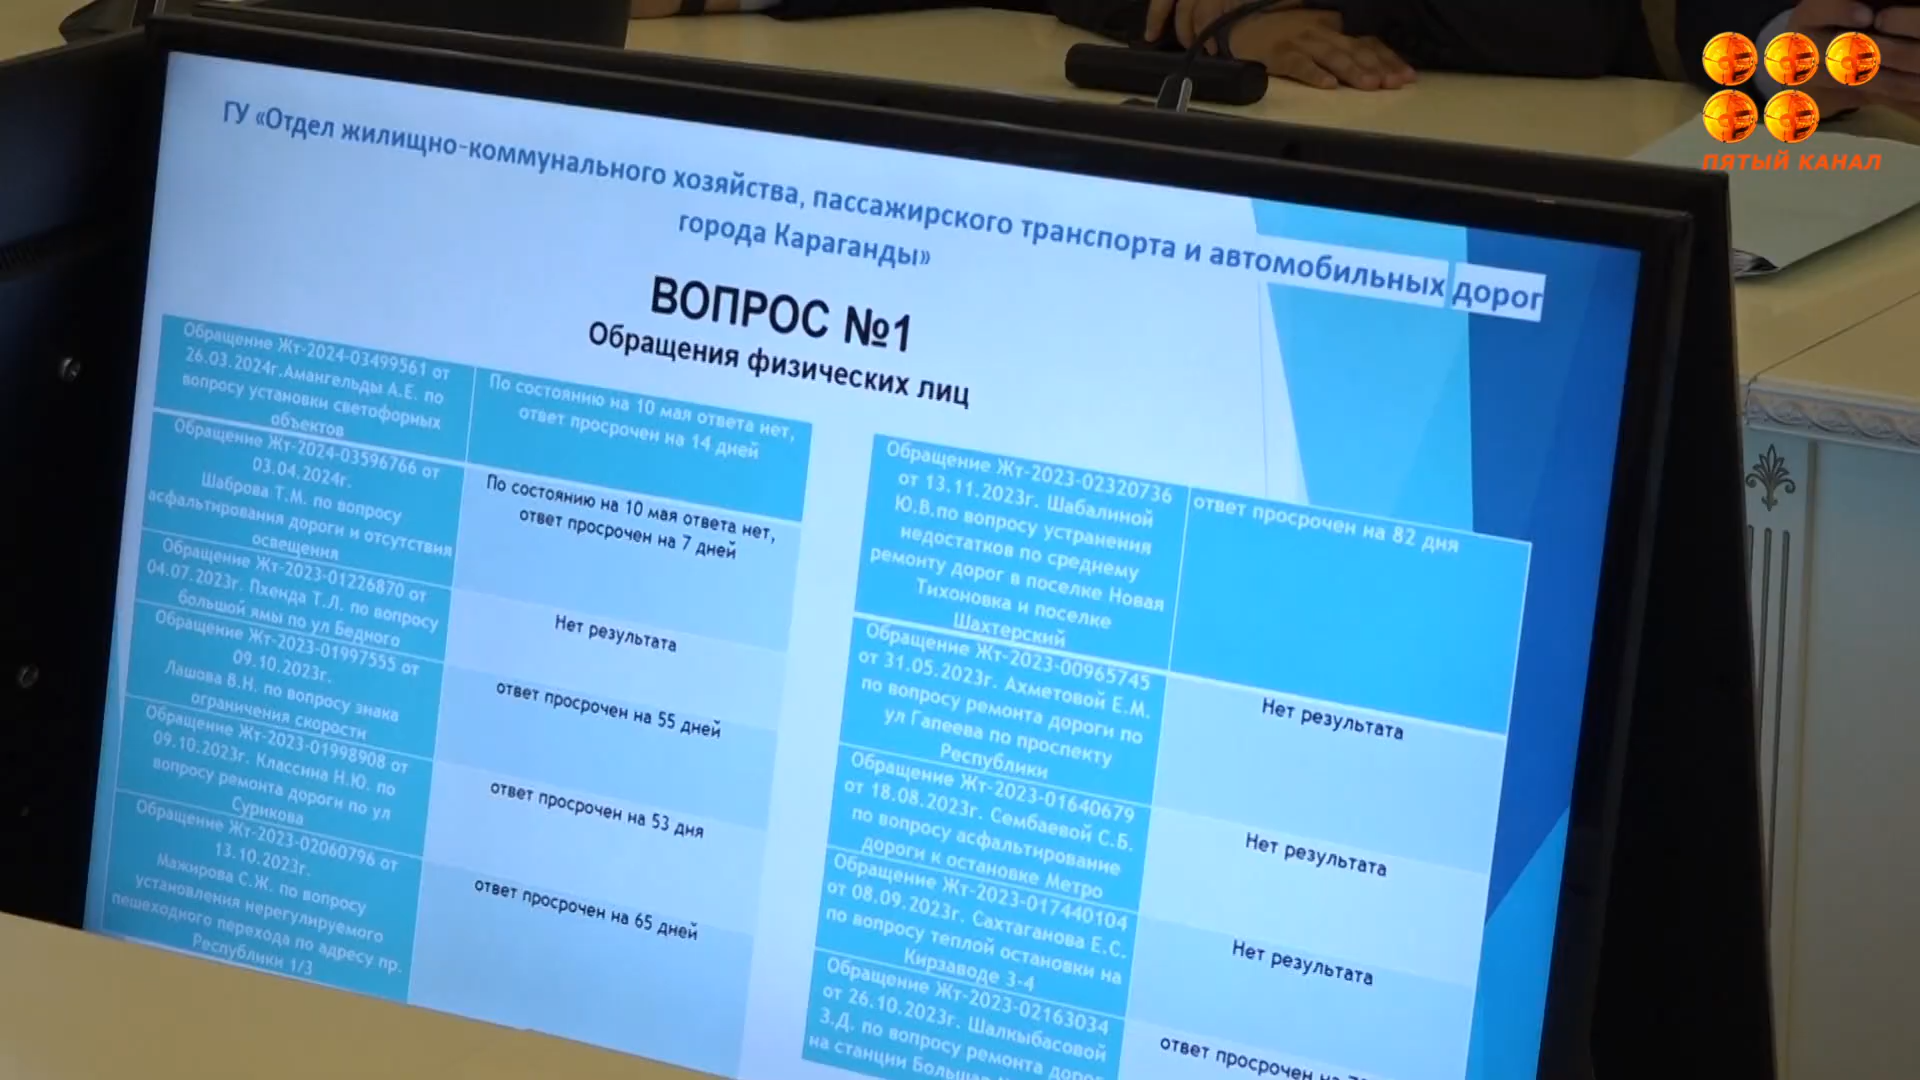 ПЯТЫЙ КАНАЛ
ГУ «Отдел жилищно-коммунального хозяйства, пассажирского транспорта и автомобильных дорог
города Караганды»
ВОПРОС №1
Обращения физических лиц
Обращение Жт-2024-03499561 от
26.03.2024г.Амангельды А.Е. по
вопросу установки светофорных
объектов
По состоянию на 10 мая ответа нет,
ответ просрочен на 14 дней
Обращение Жт-2024-03596766 от
03.04.2024г.
Шаброва Т.М. по вопросу
асфальтирования дороги и отсутствия
освещения
По состоянию на 10 мая ответа нет,
ответ просрочен на 7 дней
Обращение Жт-2023-01226870 от
04.07.2023г. Пхенда Т.Л. по вопросу
большой ямы по ул Бедного
Нет результата
Обращение Жт-2023-01997555 от
09.10.2023г.
Лашова В.Н. по вопросу знака
ограничения скорости
ответ просрочен на 55 дней
Обращение Жт-2023-01998908 от
09.10.2023г. Классина Н.Ю. по
вопросу ремонта дороги по ул
Сурикова
ответ просрочен на 53 дня
Обращение Жт-2023-02060796 от
13.10.2023г.
Мажирова С.Ж. по вопросу
установления нерегулируемого
пешеходного перехода по адресу пр.
Республики 1/3
ответ просрочен на 65 дней
Обращение Жт-2023-02320736
от 13.11.2023г. Шабалиной
Ю.В.по вопросу устранения
недостатков по среднему
ремонту дорог в поселке Новая
Тихоновка и поселке
Шахтерский
ответ просрочен на 82 дня
Обращение Жт-2023-00965745
от 31.05.2023г. Ахметовой Е.М.
по вопросу ремонта дороги по
ул Гапеева по проспекту
Республики
Нет результата
Обращение Жт-2023-01640679
от 18.08.2023г. Сембаевой С.Б.
по вопросу асфальтирование
дороги к остановке Метро
Нет результата
Обращение Жт-2023-017440104
от 08.09.2023г. Сахтаганова Е.С.
по вопросу теплой остановки на
Кирзаводе 3-4
Нет результата
Обращение Жт-2023-02163034
от 26.10.2023г. Шалкыбасовой
З.Д. по вопросу ремонта дорог
на станции Большая
ответ просрочен на